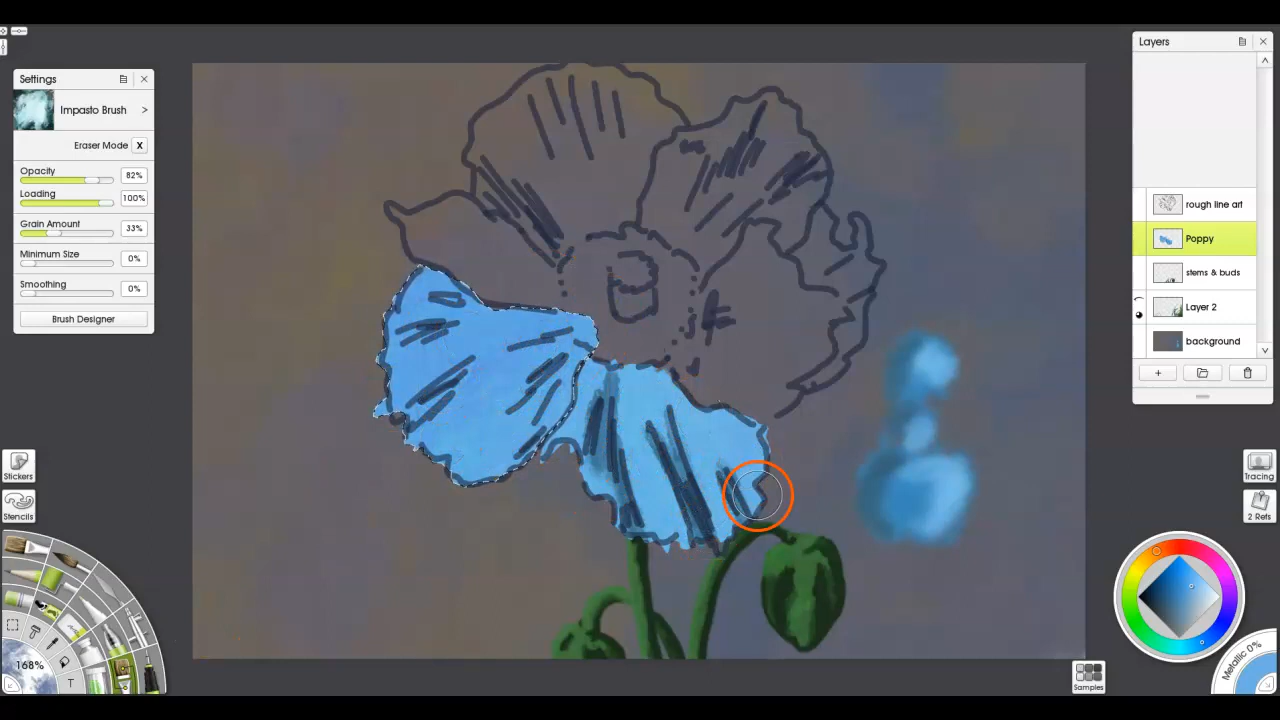 Settings
Impasto Brush >
Eraser Mode X
Opacity
82%
Loading
100%
Grain Amount
33%
Minimum Size
0%
Smoothing
0%
Brush Designer
Layers
rough line art
Poppy
stems & buds
Layer 2
background
Stickers
Stencils
Tracing
2 Refs
168%
T
Samples
Metallic 0%